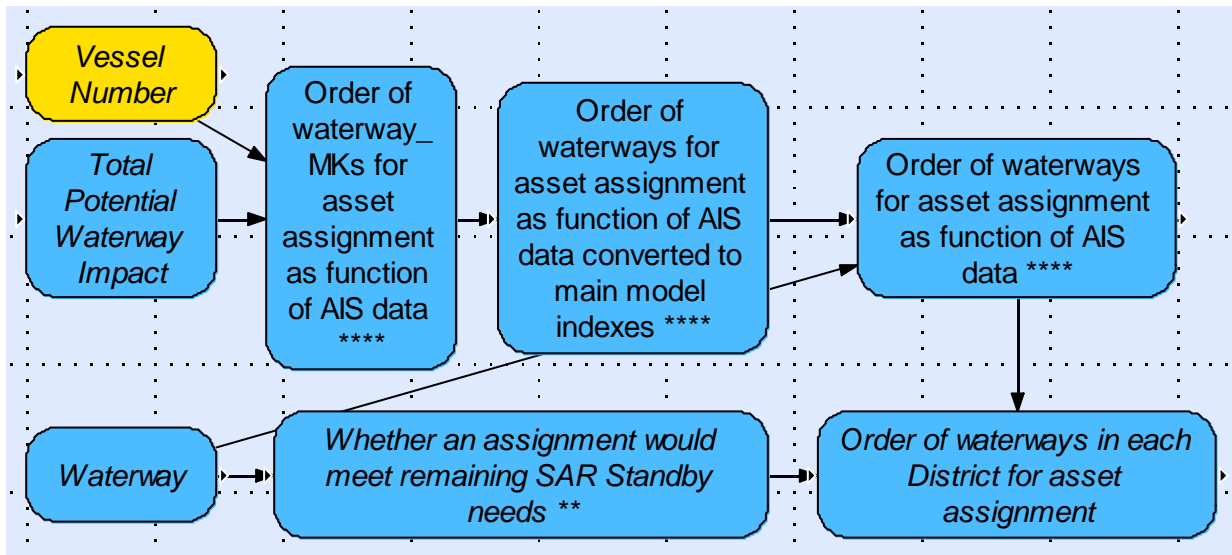 Vessel
Number
Total
Potential
Waterway
Impact
Order of
waterway_
MKs for
asset
assignment
as function
of AIS data
****
Order of
waterways for
asset assignment
as function of AIS
data converted to
main model
indexes ****
Order of waterways
for asset assignment
as function of AIS
data ****
Waterway
Whether an assignment would
meet remaining SAR Standby
needs **
Order of waterways in each
District for asset
assignment